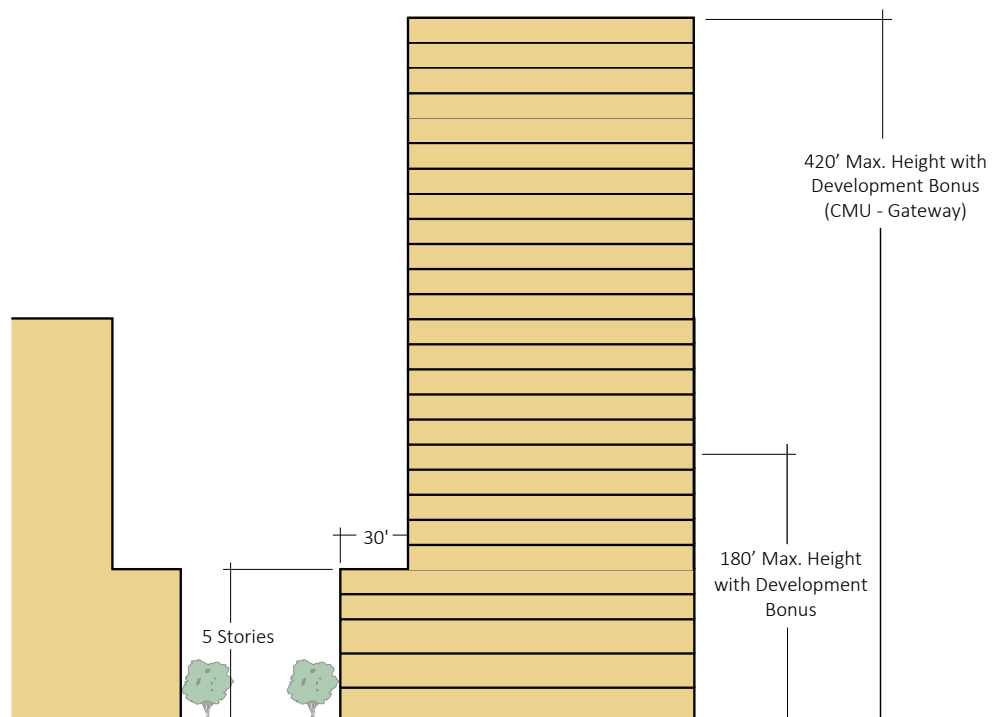 420’ Max. Height with
Development Bonus
(CMU - Gateway)
30'
180’ Max. Height
with Development
Bonus
5 Stories